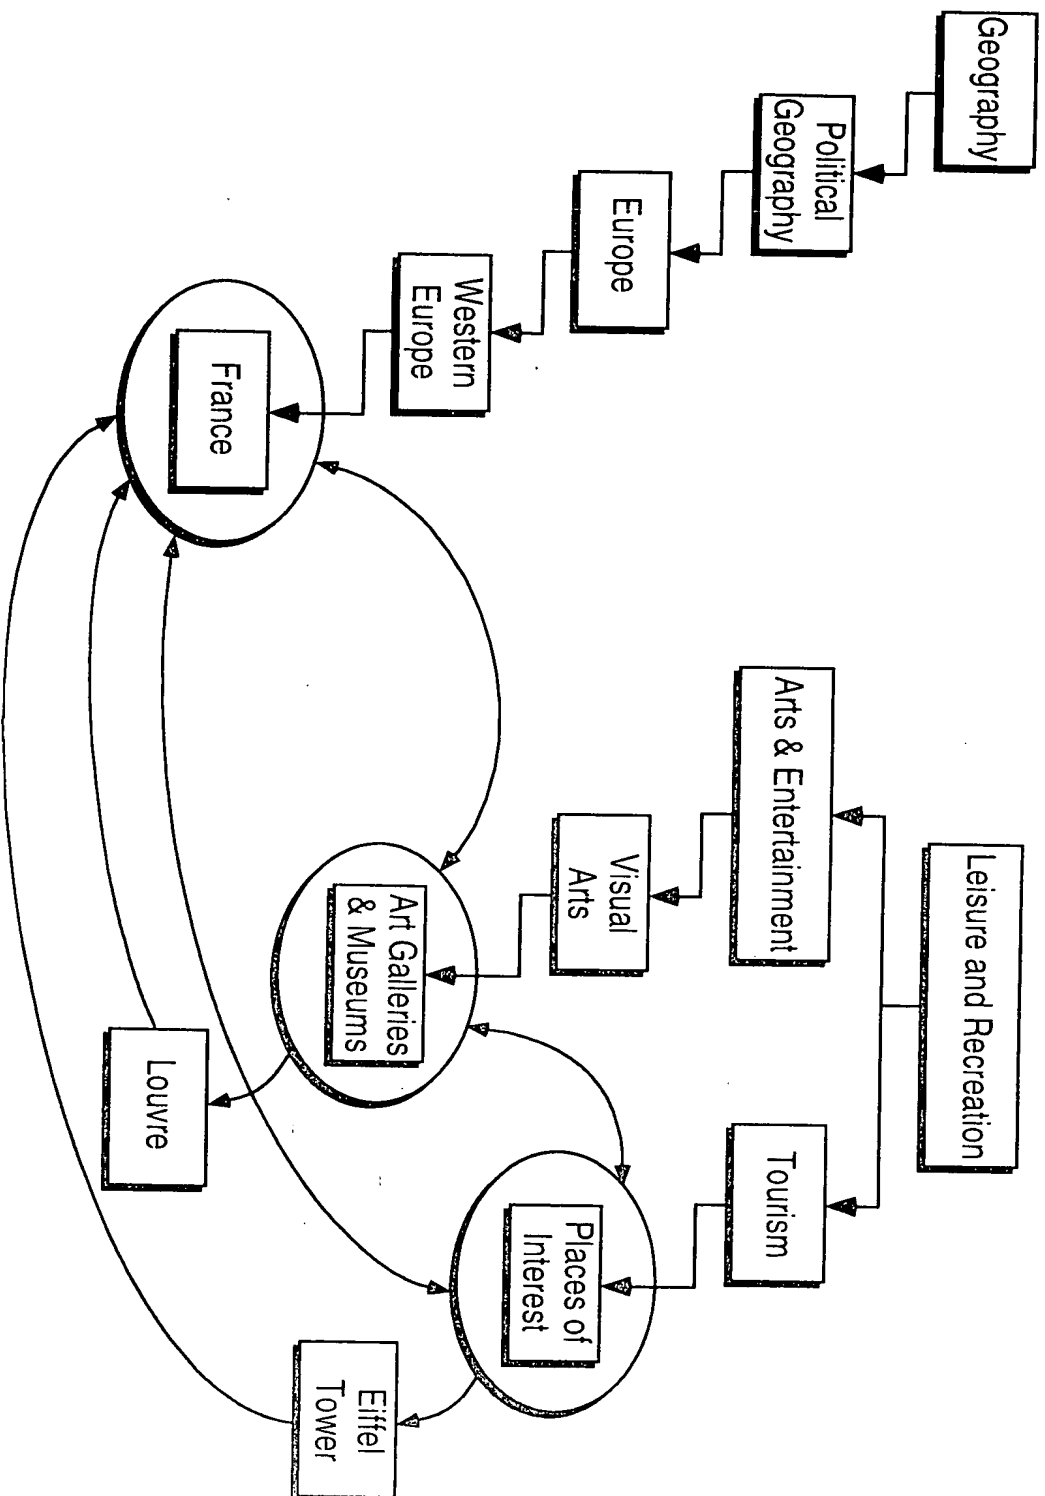 Geography
Political
Geography
Europe
Western
Europe
France
Leisure and Recreation
Arts & Entertainment
Tourism
Visual
Arts
Art Galleries
& Museums
Places of
Interest
Louvre
Eiffel
Tower